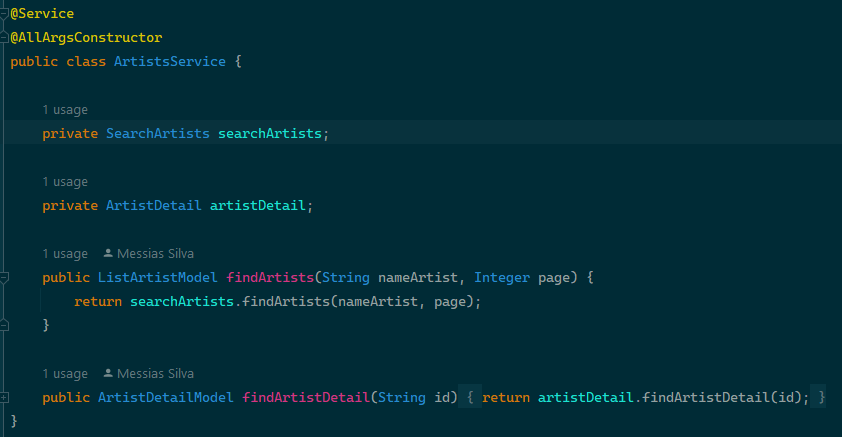 @Service
@AllArgsConstructor
public class ArtistsService {
1 usage
private SearchArtists searchArtists;
1 usage
private ArtistDetail artistDetail;
1 usage Messias Silva
public ListArtistModel findArtists(String nameArtist, Integer page) {
return searchArtists.findArtists(nameArtist, page);
}
1 usage Messias Silva
public ArtistDetailModel findArtistDetail(String id) { return artistDetail.findArtistDetail(id); }
}